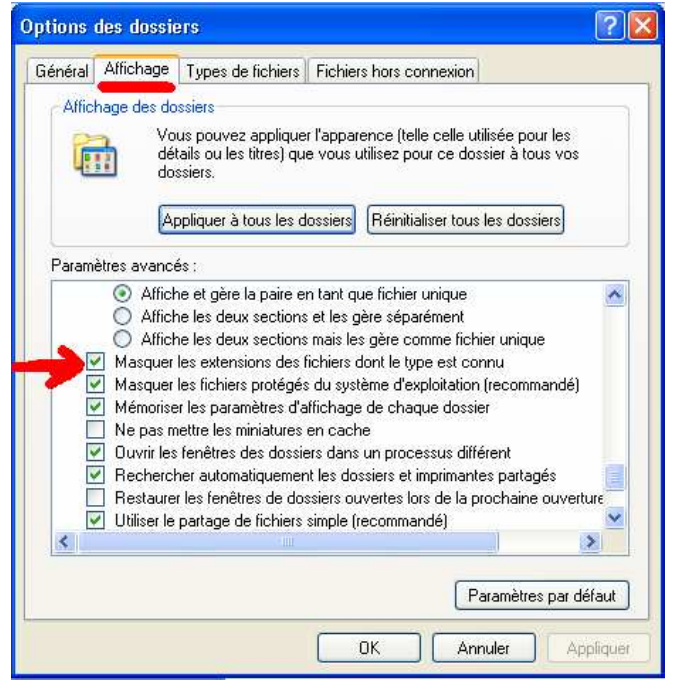 Options des dossiers
Général Affichage Types de fichiers Fichiers hors connexion
Affichage des dossiers
Vous pouvez appliquer l'apparence (telle celle utilisée pour les
détails ou les titres) que vous utilisez pour ce dossier à tous vos
dossiers.
Appliquer à tous les dossiers Réinitialiser tous les dossiers
Paramètres avancés :
Affiche et gère la paire en tant que fichier unique
Affiche les deux sections et les gère séparément
Affiche les deux sections mais les gère comme fichier unique
Masquer les extensions des fichiers dont le type est connu
Masquer les fichiers protégés du système d'exploitation (recommandé)
Mémoriser les paramètres d'affichage de chaque dossier
Ne pas mettre les miniatures en cache
Ouvrir les fenêtres des dossiers dans un processus différent
Rechercher automatiquement les dossiers et imprimantes partagés
Restaurer les fenêtres de dossiers ouvertes lors de la prochaine ouverture
Utiliser le partage de fichiers simple (recommandé)
Paramètres par défaut
OK Annuler Appliquer